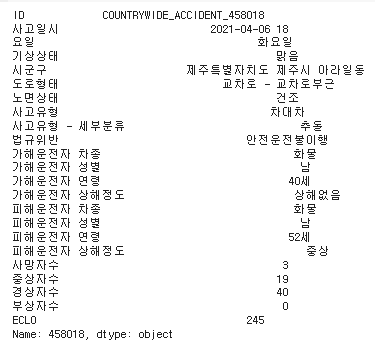 ID COUNTRYWIDE_ACCIDENT_458018
사고일시 2021-04-06 18
요일 화요일
기상상태 맑음
시군구 제주특별자치도 제주시 아라일동
도로형태 교차로 - 교차로부근
노면상태 건조
사고유형 차대차
사고유형 - 세부분류 추돌
법규위반 안전운전불이행
가해운전자 차종 화물
가해운전자 성별 남
가해운전자 연령 40세
가해운전자 상해정도 상해없음
피해운전자 차종 화물
피해운전자 성별 남
피해운전자 연령 52세
피해운전자 상해정도 중상
사망자수 3
중상자수 19
경상자수 40
부상자수 0
ECLO 245
Name: 458018, dtype: object